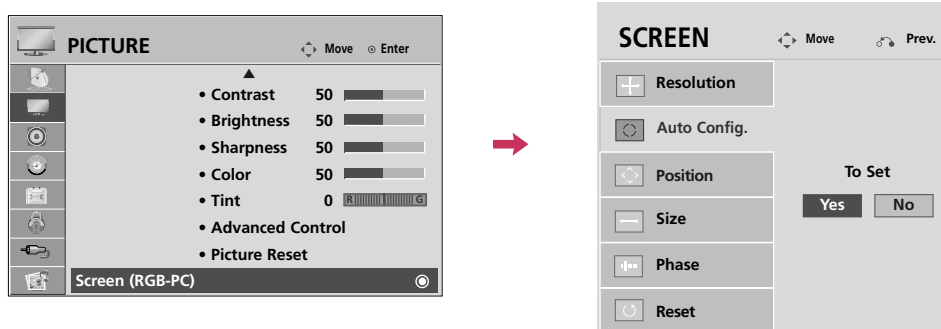 PICTURE Move Enter
• Contrast 50
• Brightness 50
• Sharpness 50
• Color 50
• Tint 0 R G
• Advanced Control
• Picture Reset
Screen (RGB-PC)
SCREEN Move Prev.
Resolution
Auto Config.
Position
Size
Phase
Reset
To Set
Yes No